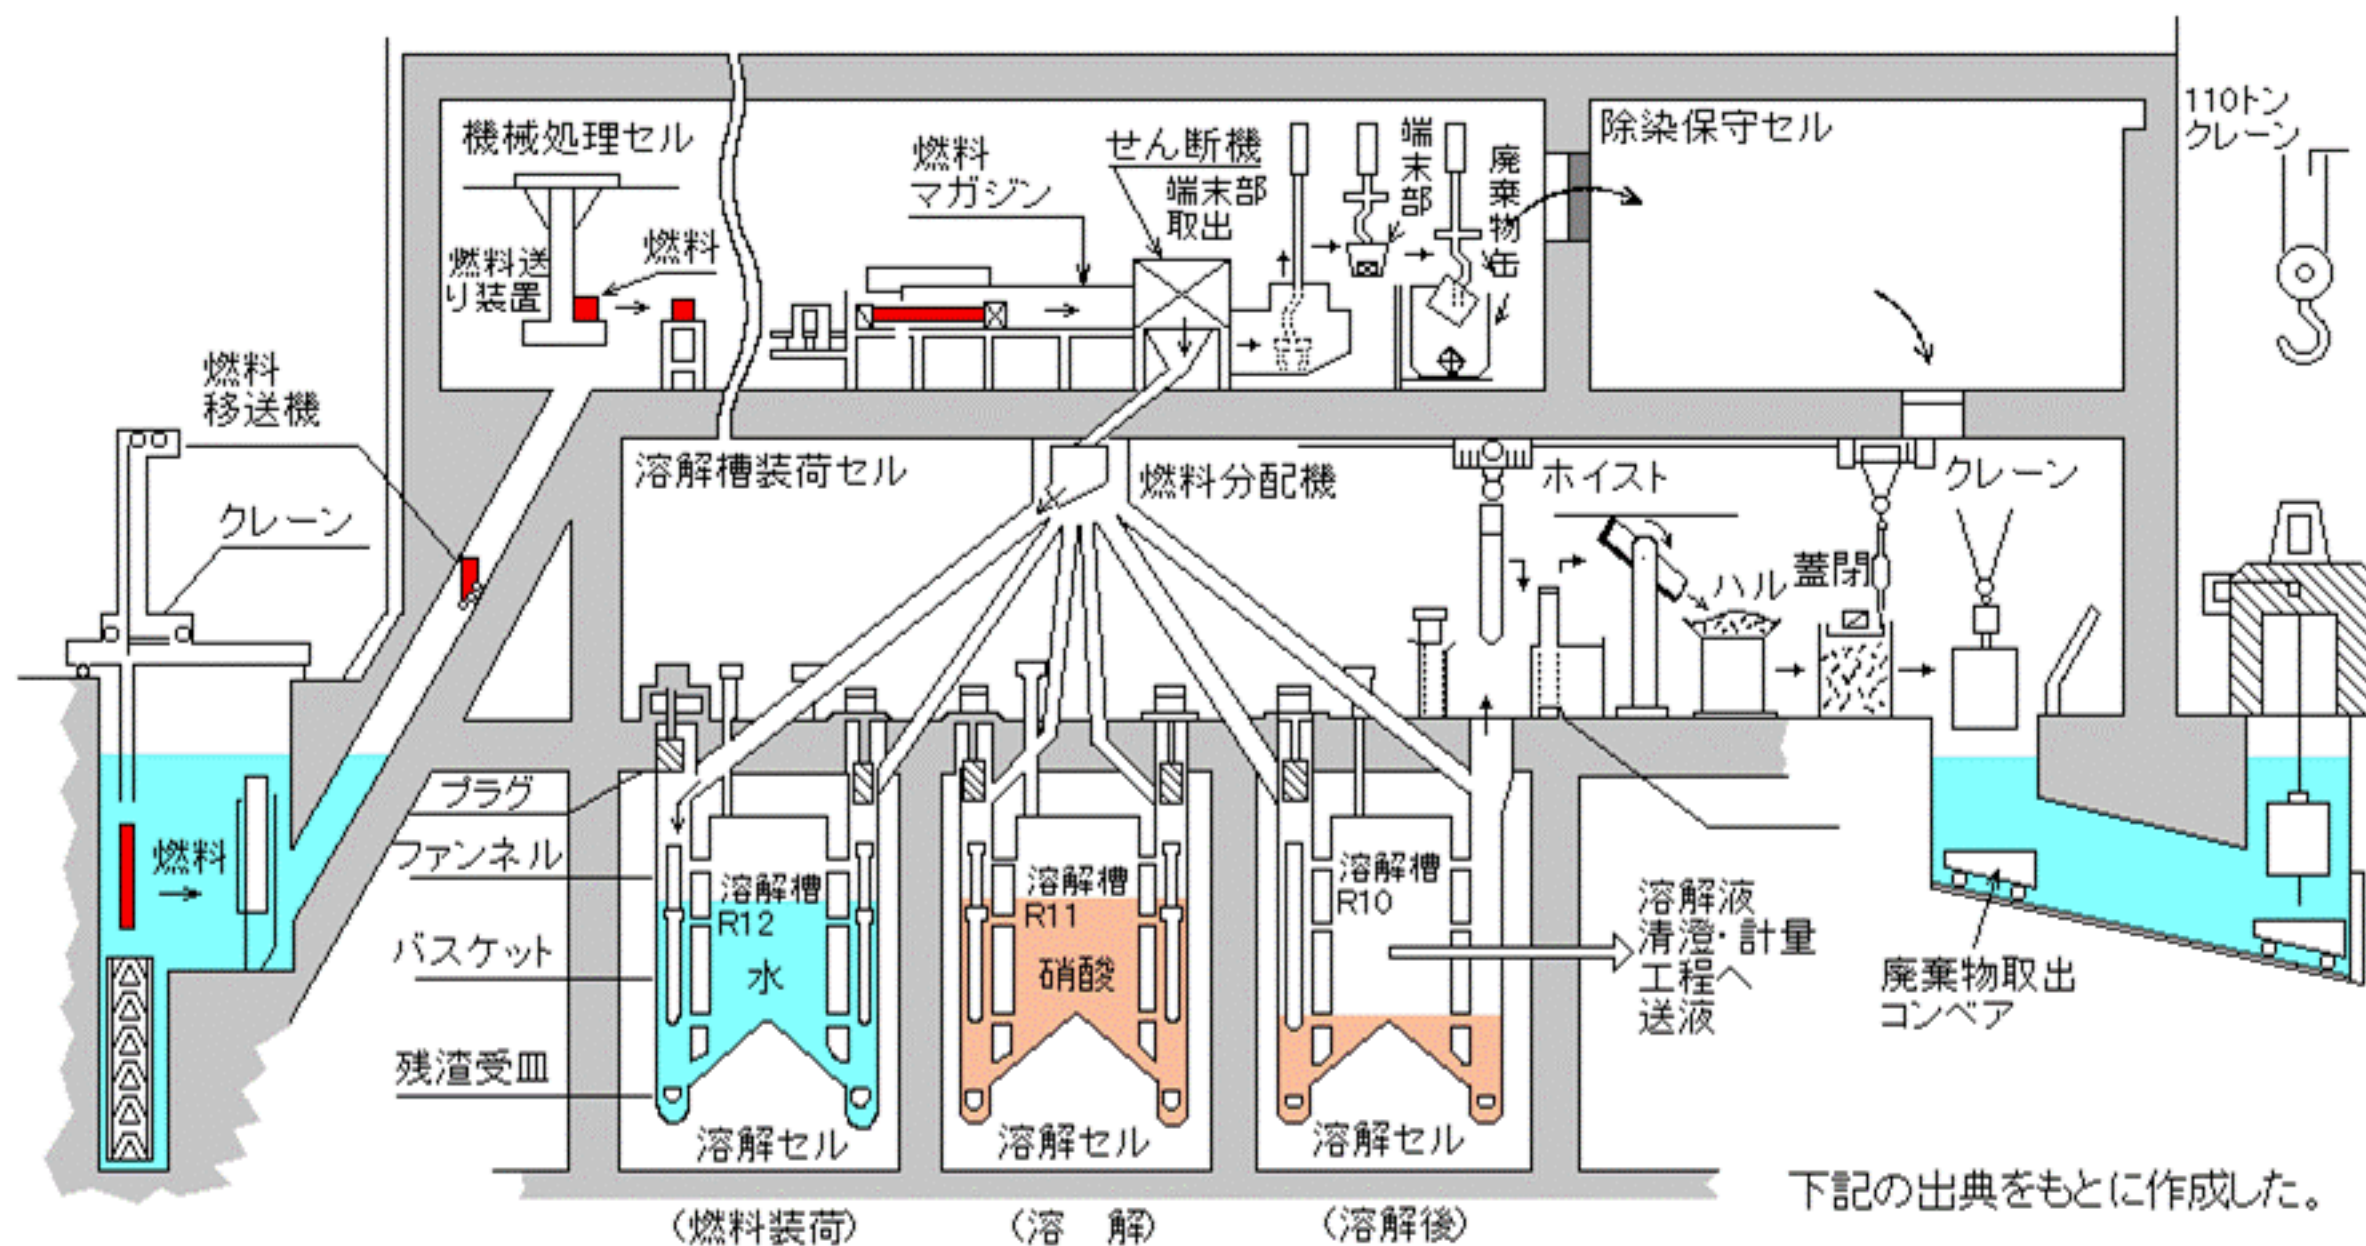 機械処理セル
燃料送
り装置
燃料
燃料
マガジン
せん断機
端末部
取出
端末部
廃棄物缶
除染保守セル
110トン
クレーン
燃料
移送機
クレーン
溶解槽装荷セル
燃料分配機
ホイスト
クレーン
ハル
蓋閉
プラグ
ファンネル
バスケット
残渣受皿
燃料
溶解槽
R12
水
溶解セル
(燃料装荷)
溶解槽
R11
硝酸
溶解セル
(溶 解)
溶解槽
R10
溶解セル
(溶解後)
溶解液
清澄・計量
工程へ
送液
廃棄物取出
コンベア
下記の出典をもとに作成した。